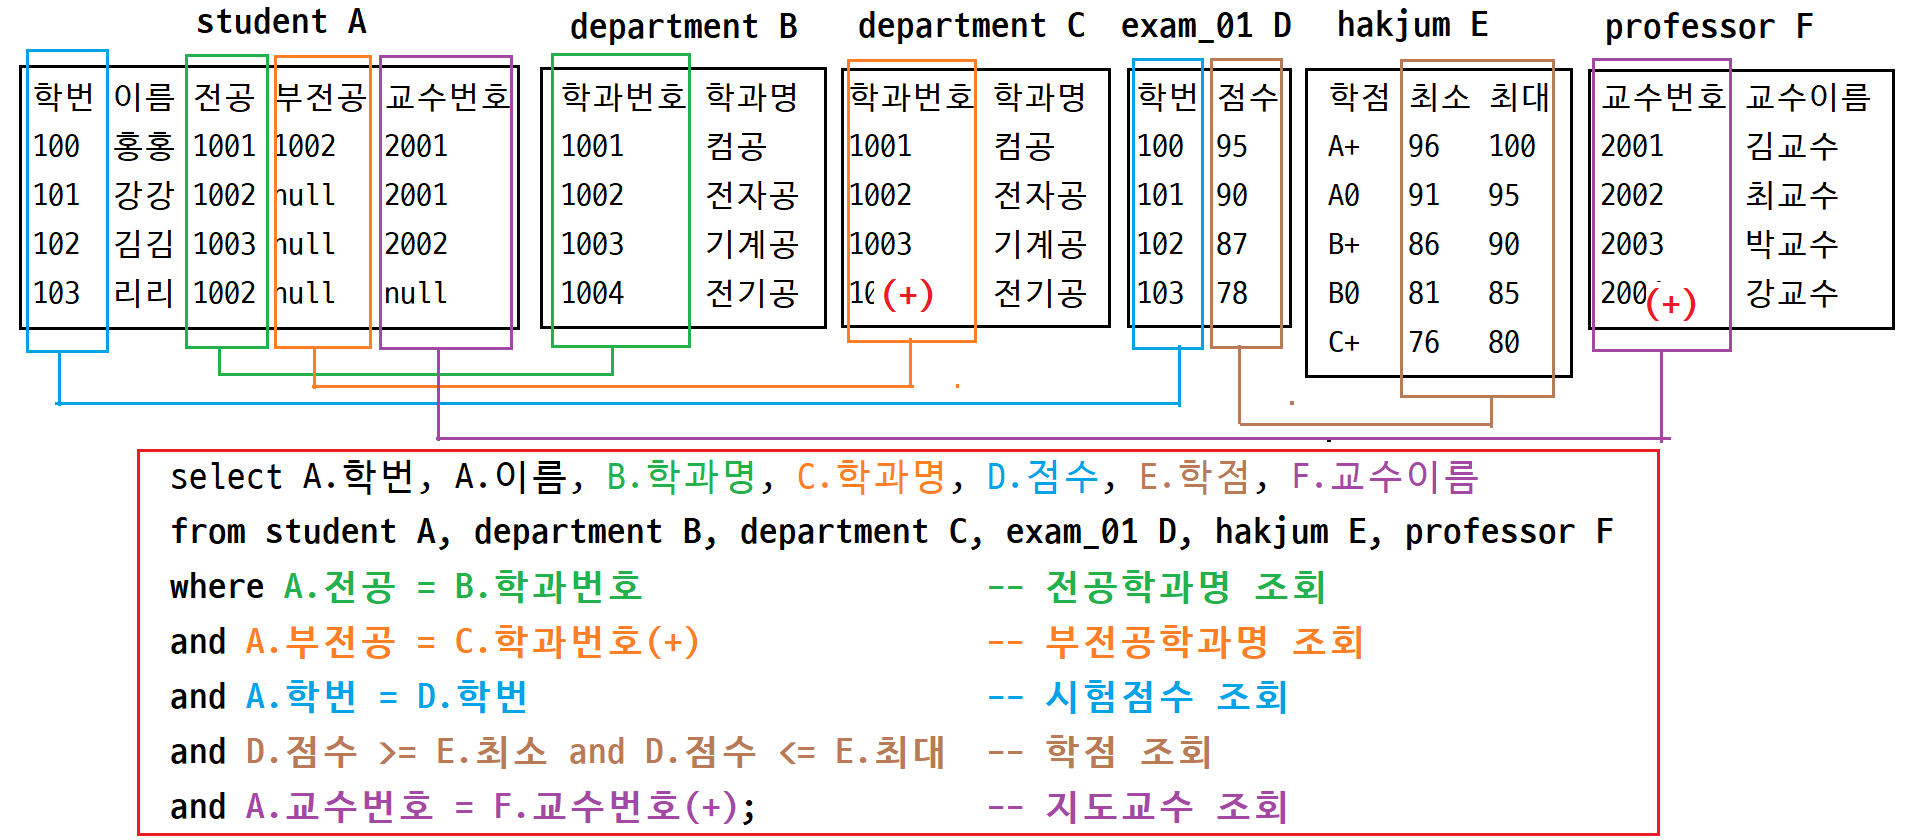 student A department B department C exam_01 D hakjum E professor F
학번 이름 전공 부전공 교수번호 학과번호 학과명 학과번호 학과명 학번 점수 학점 최소 최대 교수번호 교수이름
100 홍홍 1001 1002 2001 1001 컴공 1001 컴공 100 95 A+ 96 100 2001 김교수
101 강강 1002 null 2001 1002 전자공 1002 전자공 101 90 A0 91 95 2002 최교수
102 김김 1003 null 2002 1003 기계공 1003 기계공 102 87 B+ 86 90 2003 박교수
103 리리 1002 null null 1004 전기공 10 (+) 전기공 103 78 B0 81 85 200 (+) 강교수
C+ 76 80
select A.학번, A.이름, B.학과명, C.학과명, D.점수, E.학점, F.교수이름
from student A, department B, department C, exam_01 D, hakjum E, professor F
where A.전공 = B.학과번호 -- 전공학과명 조회
and A.부전공 = C.학과번호(+) -- 부전공학과명 조회
and A.학번 = D.학번 -- 시험점수 조회
and D.점수 >= E.최소 and D.점수 <= E.최대 -- 학점 조회
and A.교수번호 = F.교수번호(+); -- 지도교수 조회